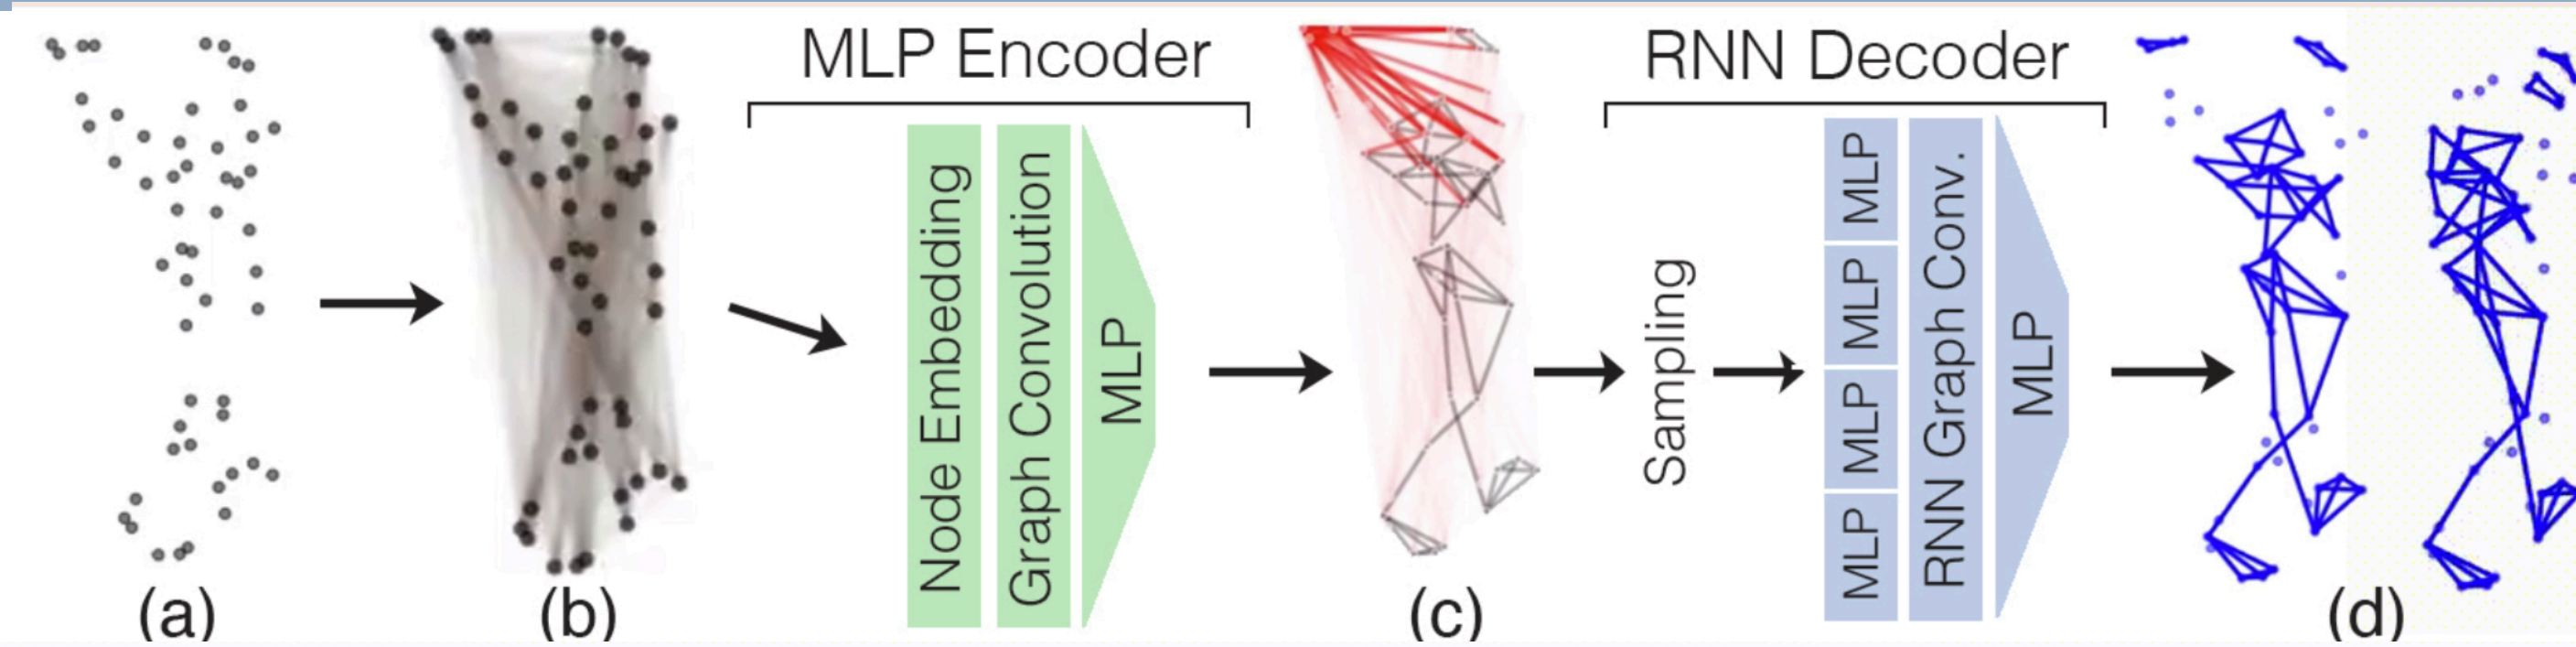 MLP Encoder
RNN Decoder
Node Embedding
Graph Convolution
MLP
Sampling
MLP
MLP
MLP
MLP
RNN Graph Conv.
MLP
(a)
(b)
(c)
(d)